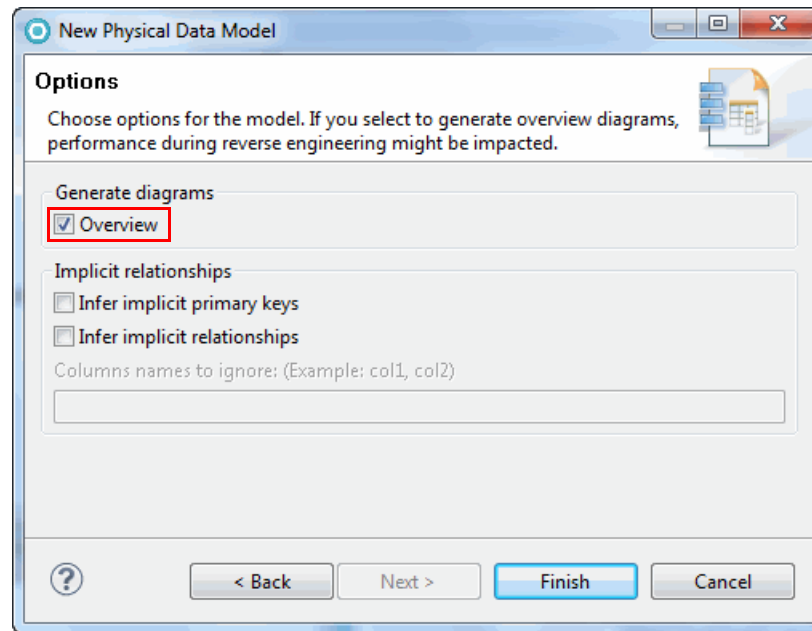 New Physical Data Model
Options
Choose options for the model. If you select to generate overview diagrams,
performance during reverse engineering might be impacted.
Generate diagrams
Overview
Implicit relationships
Infer implicit primary keys
Infer implicit relationships
Columns names to ignore: (Example: col1, col2)
?
< Back
Next >
Finish
Cancel